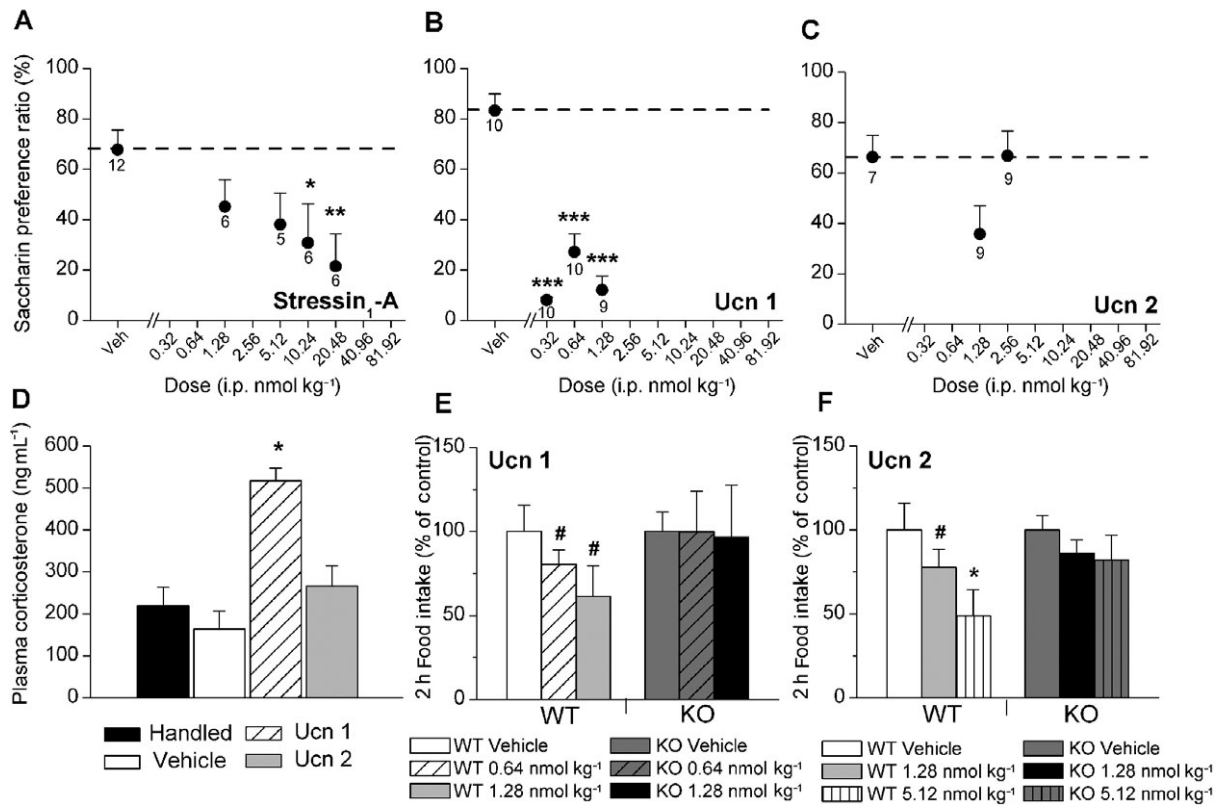 A
B
C
Saccharin preference ratio (%)
100
80
60
40
20
0
12
6
5
*
6
**
6
Stressin₁-A
Veh
0.32
0.64
1.28
2.56
5.12
10.24
20.48
40.96
81.92
Dose (i.p. nmol kg⁻¹)
100
80
60
40
20
0
10
***
10
***
10
***
9
Ucn 1
Veh
0.32
0.64
1.28
2.56
5.12
10.24
20.48
40.96
81.92
Dose (i.p. nmol kg⁻¹)
100
80
60
40
20
0
7
9
9
Ucn 2
Veh
0.32
0.64
1.28
2.56
5.12
10.24
20.48
40.96
81.92
Dose (i.p. nmol kg⁻¹)
D
Plasma corticosterone (ng mL⁻¹)
600
500
400
300
200
100
0
*
Handled
Ucn 1
Vehicle
Ucn 2
E
2 h Food intake (% of control)
150
100
50
0
Ucn 1
#
#
WT
KO
WT Vehicle
KO Vehicle
WT 0.64 nmol kg⁻¹
KO 0.64 nmol kg⁻¹
WT 1.28 nmol kg⁻¹
KO 1.28 nmol kg⁻¹
F
2 h Food intake (% of control)
150
100
50
0
Ucn 2
#
*
WT
KO
WT Vehicle
KO Vehicle
WT 1.28 nmol kg⁻¹
KO 1.28 nmol kg⁻¹
WT 5.12 nmol kg⁻¹
KO 5.12 nmol kg⁻¹